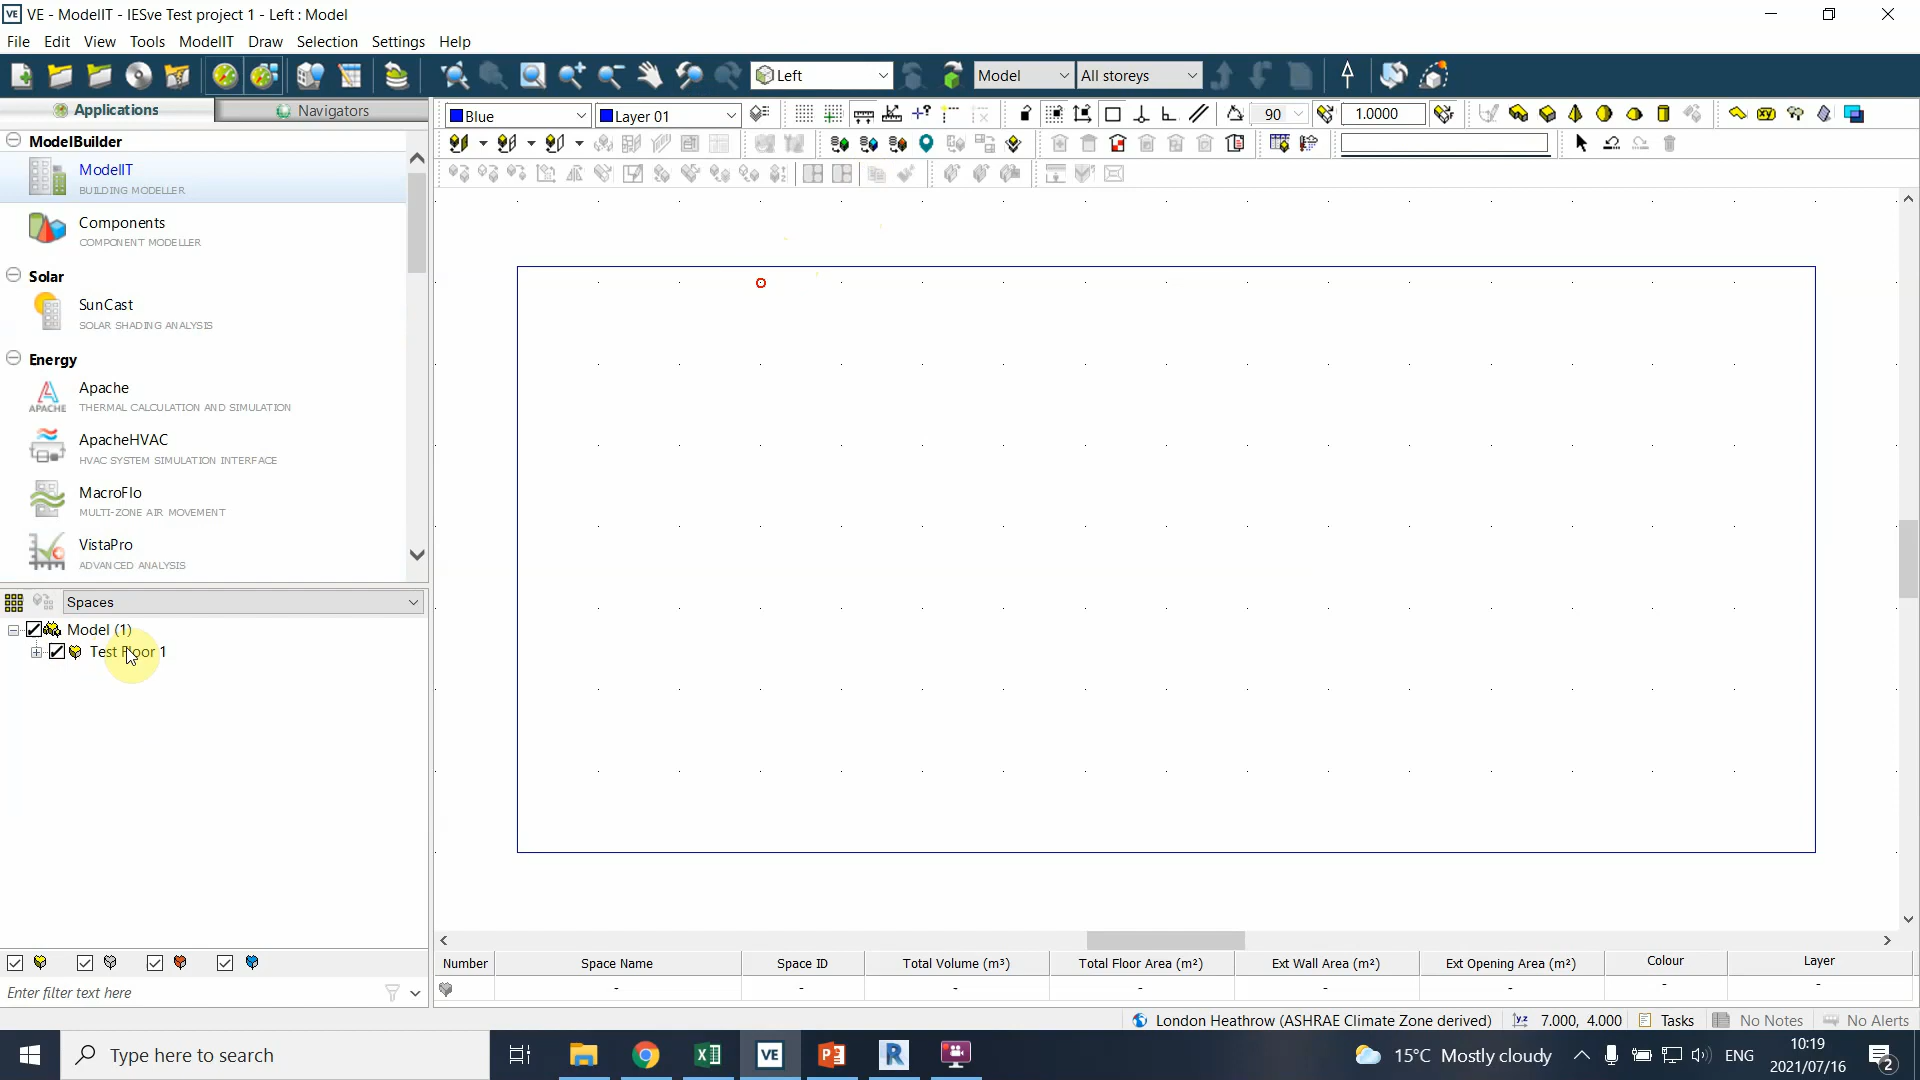 VE - ModelIT - IESve Test project 1 - Left : Model
File Edit View Tools ModelIT Draw Selection Settings Help
Left Model All storeys
Applications Navigators
Blue Layer 01 90 1.0000
ModelBuilder
ModelIT
BUILDING MODELLER
Components
COMPONENT MODELLER
Solar
SunCast
SOLAR SHADING ANALYSIS
Energy
Apache
APACHE
THERMAL CALCULATION AND SIMULATION
ApacheHVAC
HVAC SYSTEM SIMULATION INTERFACE
MacroFlo
MULTI-ZONE AIR MOVEMENT
VistaPro
ADVANCED ANALYSIS
Spaces
Model (1)
Test Floor 1
Enter filter text here
Number Space Name Space ID Total Volume (m³) Total Floor Area (m²) Ext Wall Area (m²) Ext Opening Area (m²) Colour Layer
- - - - - - - -
London Heathrow (ASHRAE Climate Zone derived) 7.000, 4.000 Tasks No Notes No Alerts
Type here to search
VE
15°C Mostly cloudy ENG
10:19
2021/07/16
2